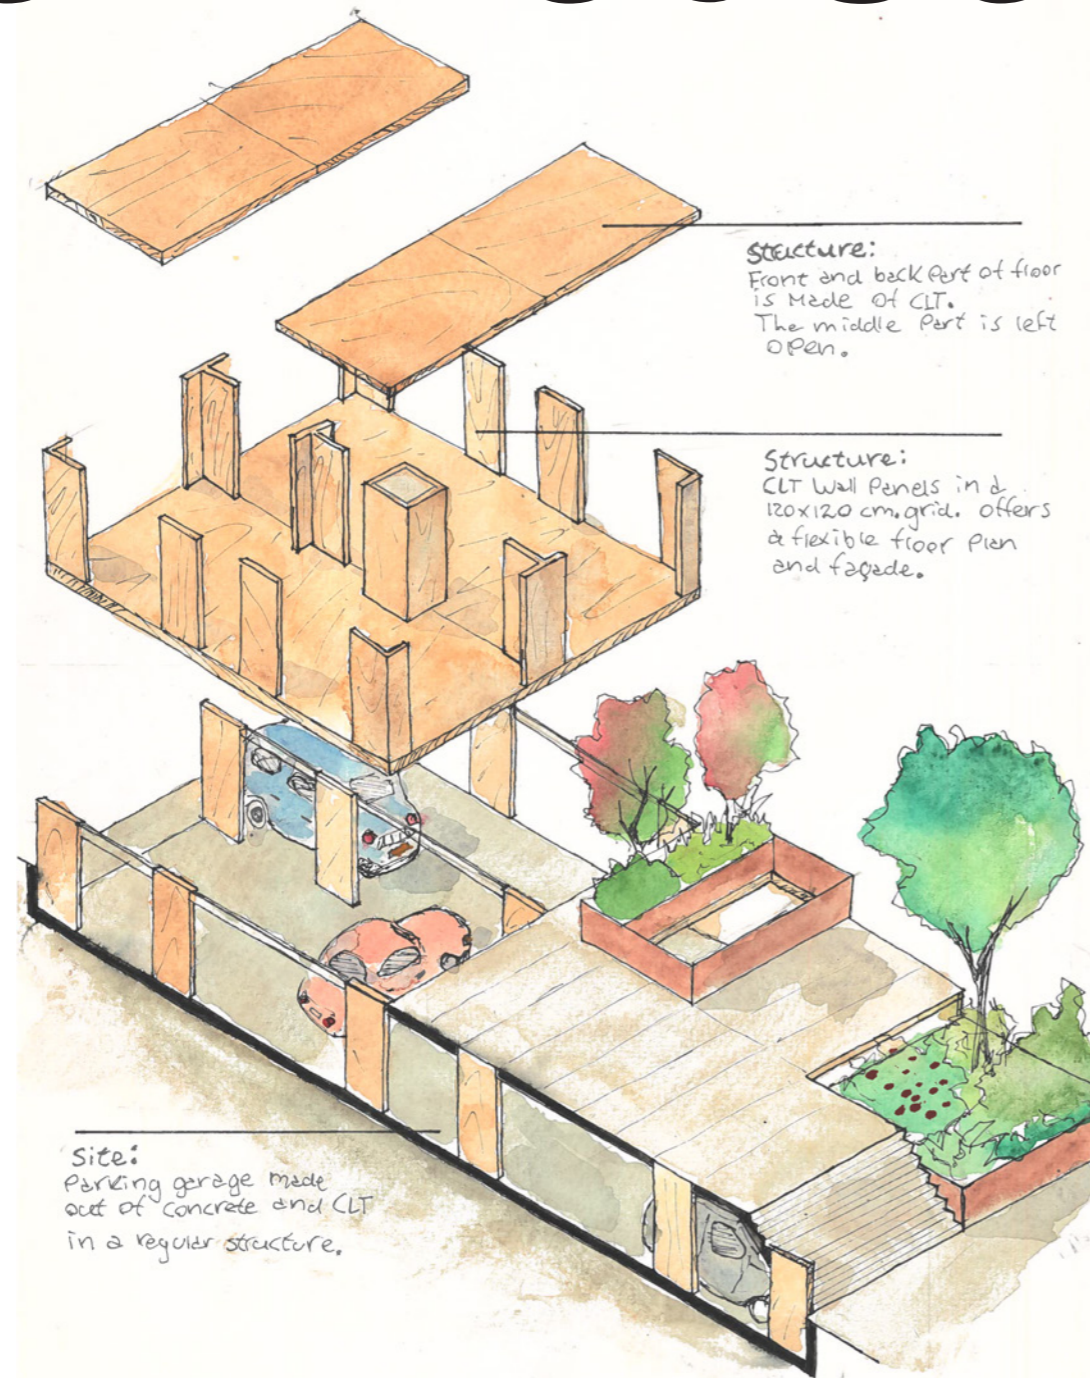 Structure:
Front and back part of floor
is made of CLT.
The middle part is left
open.
Structure:
CLT wall panels in a
120x120 cm. grid. offers
a flexible floor plan
and façade.
Site:
parking garage made
out of concrete and CLT
in a regular structure.